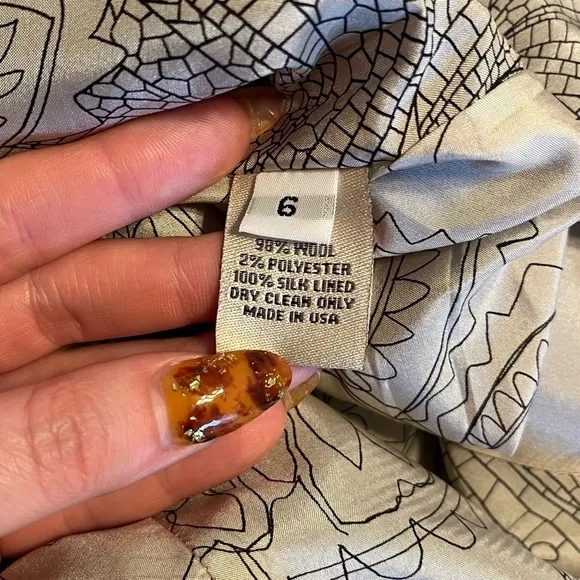 6
98% WOOL
2% POLYESTER
100% SILK LINED
DRY CLEAN ONLY
MADE IN USA